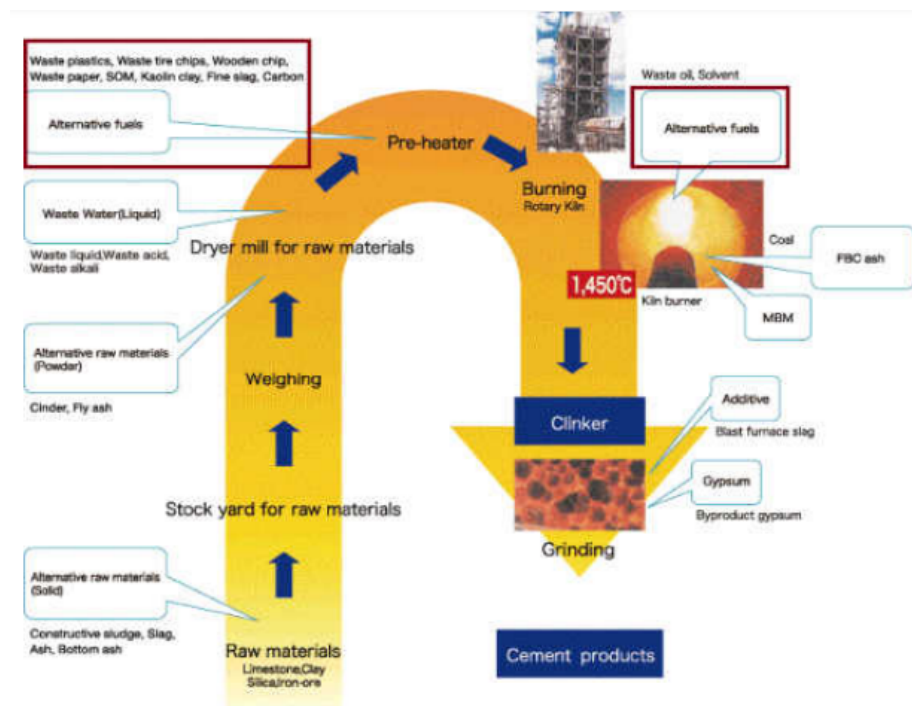 Waste plastics, Waste tire chips, Wooden chip,
Waste paper, SOM, Kaolin clay, Fine slag, Carbon
Alternative fuels
Waste oil, Solvent
Alternative fuels
Pre-heater
Burning
Rotary Kiln
Waste Water(Liquid)
Waste liquid,Waste acid,
Waste alkali
Dryer mill for raw materials
Coal
FBC ash
1,450℃
Kiln burner
MBM
Alternative raw materials
(Powdar)
Cinder, Fly ash
Weighing
Clinker
Additive
Blast furnace slag
Gypsum
Byproduct gypsum
Stock yard for raw materials
Grinding
Alternative raw materials
(Solid)
Constructive sludge, Slag,
Ash, Bottom ash
Raw materials
Limestone,Clay
Silica,Iron-ore
Cement products